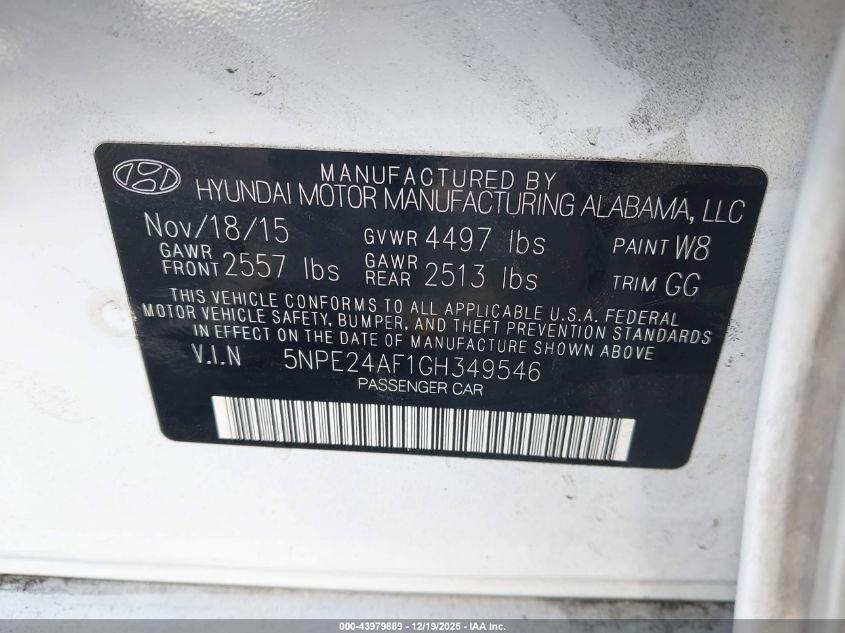 MANUFACTURED BY
HYUNDAI MOTOR MANUFACTURING ALABAMA, LLC
Nov/18/15 GVWR 4497 lbs PAINT W8
GAWR FRONT 2557 lbs GAWR REAR 2513 lbs TRIM GG
THIS VEHICLE CONFORMS TO ALL APPLICABLE U.S.A. FEDERAL
MOTOR VEHICLE SAFETY, BUMPER, AND THEFT PREVENTION STANDARDS
IN EFFECT ON THE DATE OF MANUFACTURE SHOWN ABOVE
V.I.N 5NPE24AF1GH349546
PASSENGER CAR
000-43979889 - 12/19/2025 - IAA Inc.